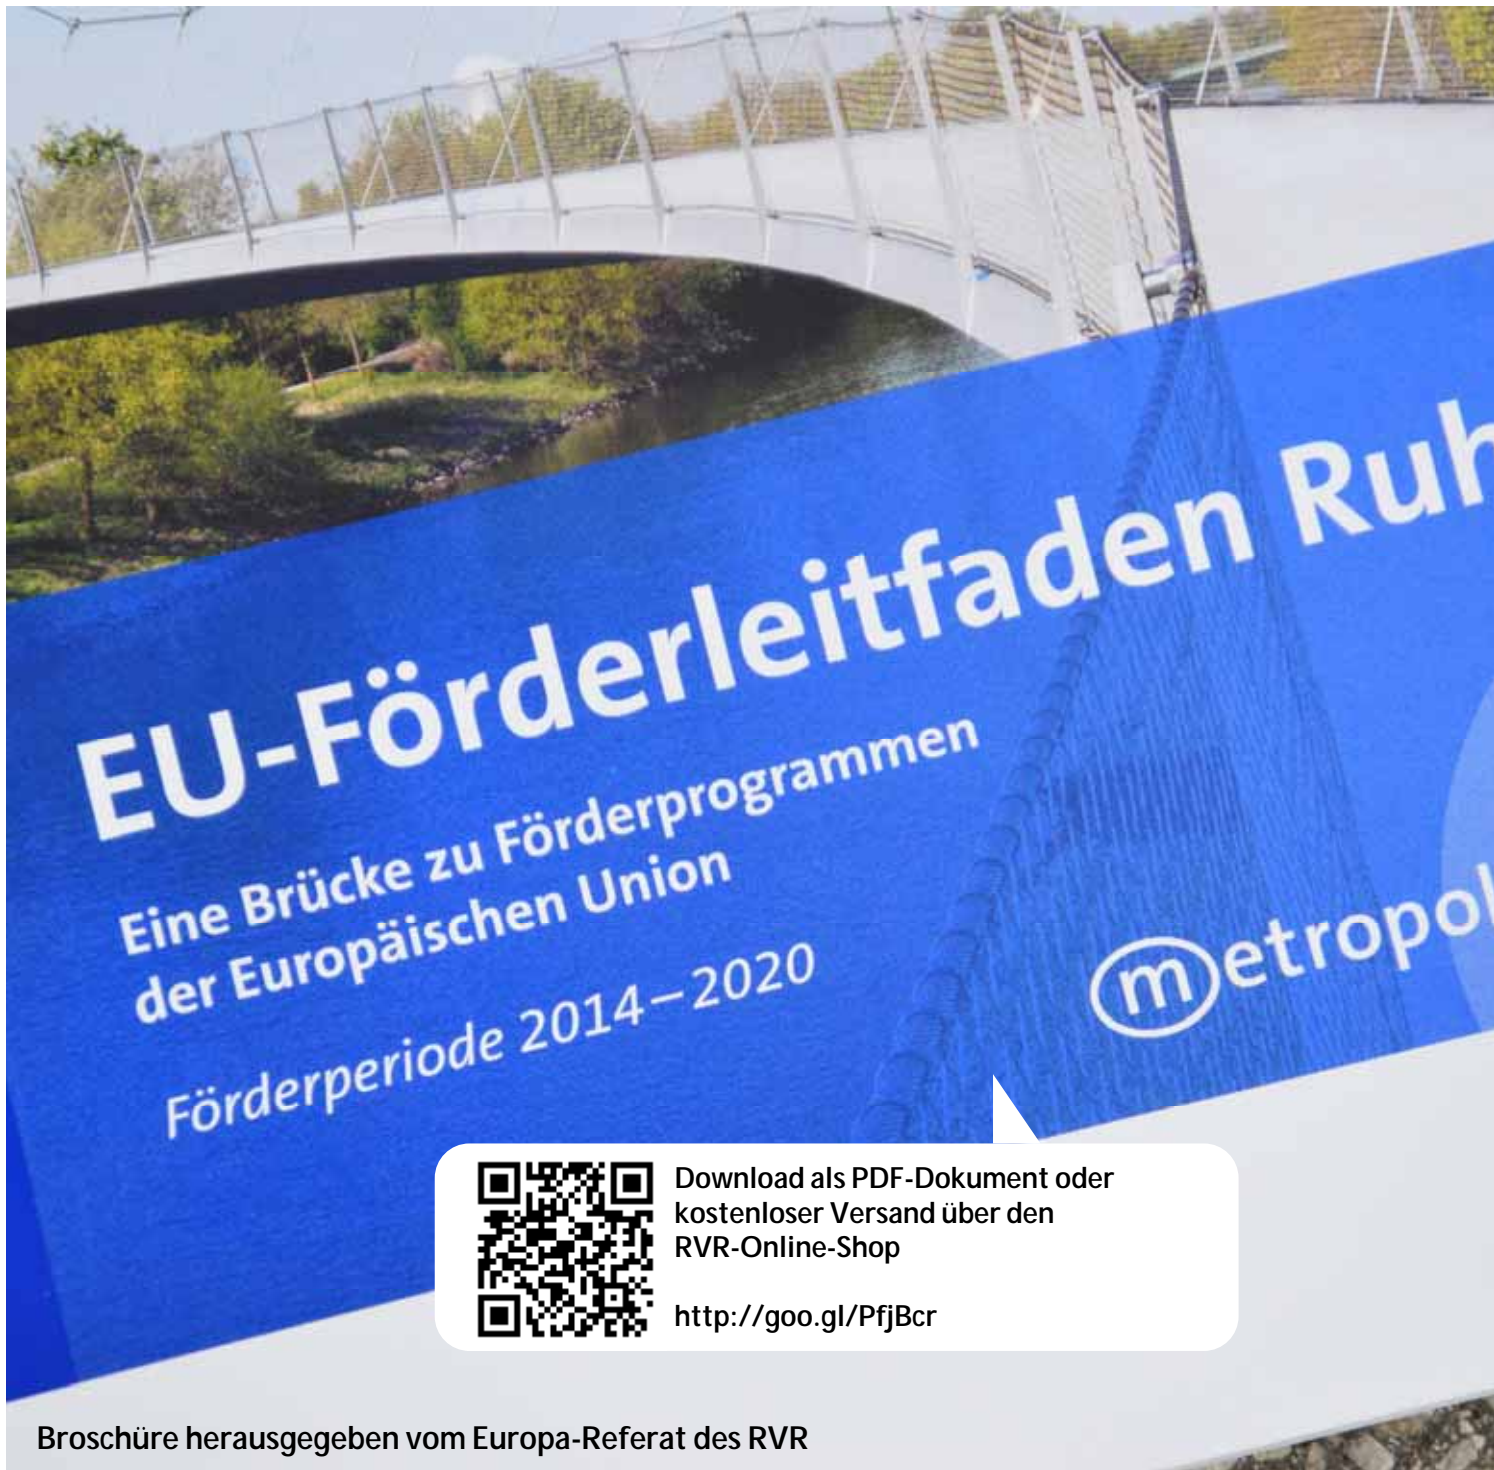 EU-Förderleitfaden Ruh
Eine Brücke zu Förderprogrammen
der Europäischen Union
Förderperiode 2014–2020
metropol
Download als PDF-Dokument oder
kostenloser Versand über den
RVR-Online-Shop
http://goo.gl/PfjBcr
Broschüre herausgegeben vom Europa-Referat des RVR